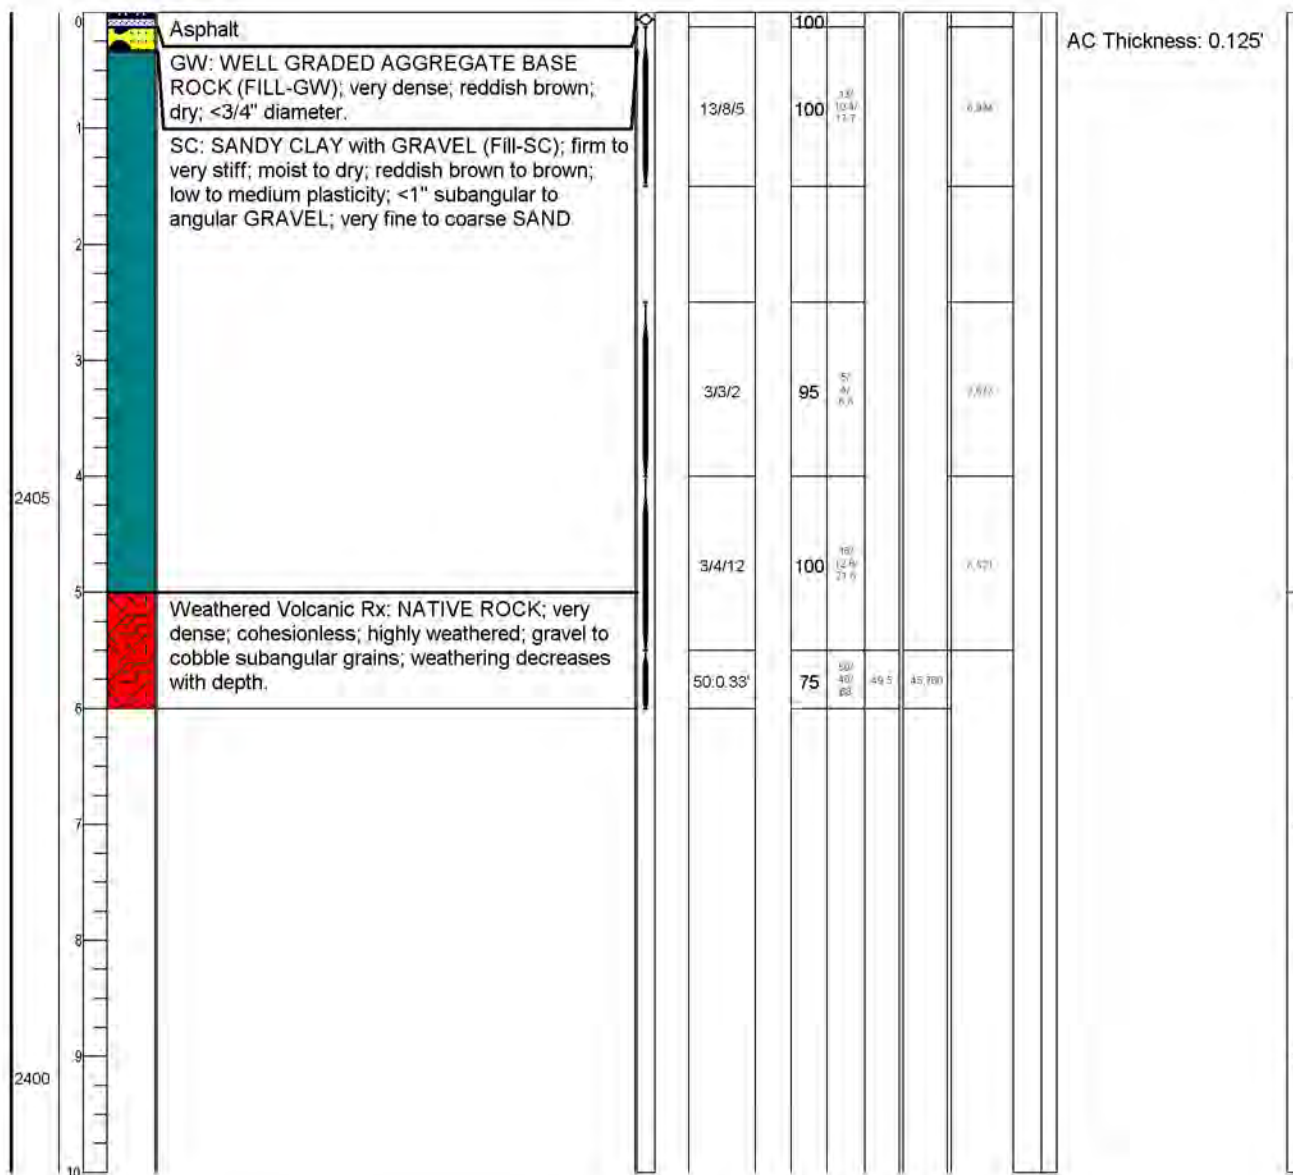 0
Asphalt
100
AC Thickness: 0.125'
GW: WELL GRADED AGGREGATE BASE
ROCK (FILL-GW); very dense; reddish brown;
dry; <3/4" diameter.
13/8/5
100
1
SC: SANDY CLAY with GRAVEL (Fill-SC); firm to
very stiff; moist to dry; reddish brown to brown;
low to medium plasticity; <1" subangular to
angular GRAVEL; very fine to coarse SAND
2
3
3/3/2
95
4
2405
3/4/12
100
5
Weathered Volcanic Rx: NATIVE ROCK; very
dense; cohesionless; highly weathered; gravel to
cobble subangular grains; weathering decreases
with depth.
50:0.33'
75
50/
40/
49.5
6
7
8
9
2400
10